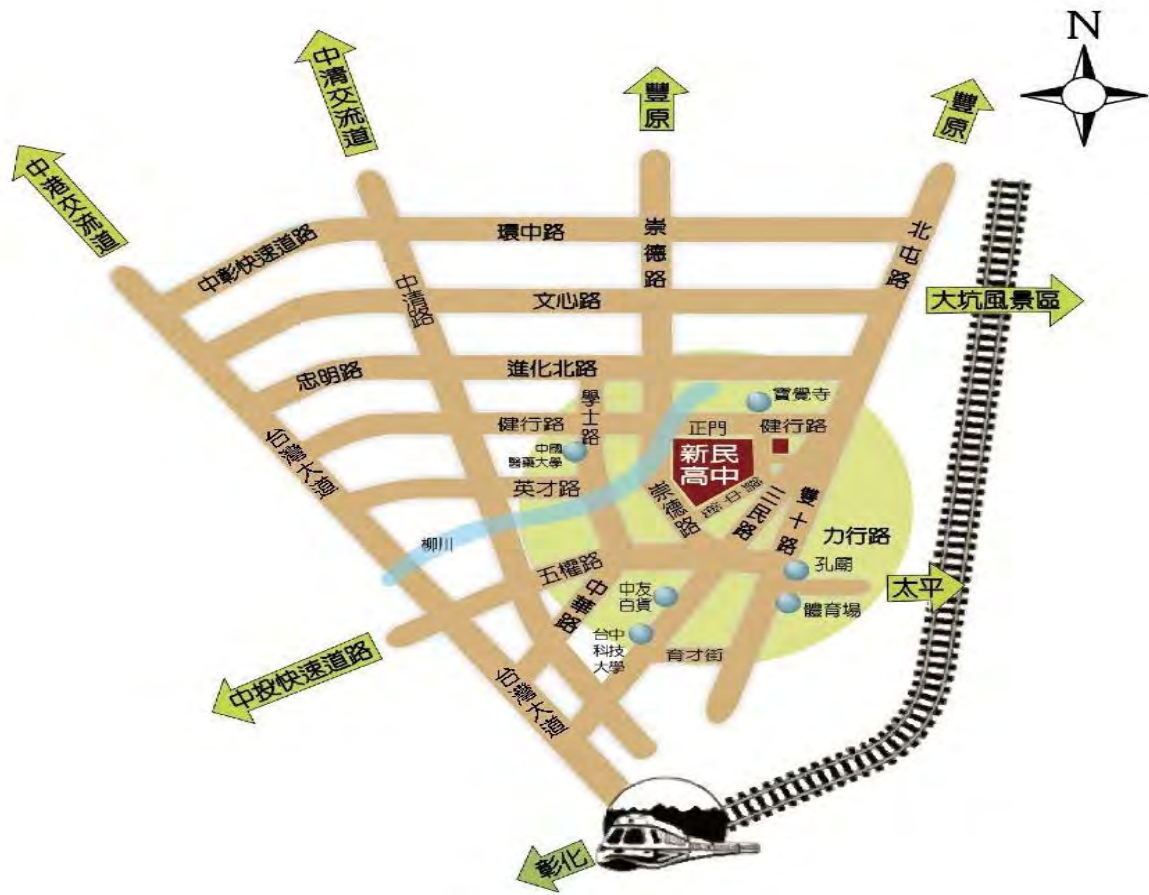 N
中清交流道
豐原
豐原
中港交流道
中彰快速道路
環中路
崇德路
北屯路
中清路
文心路
大坑風景區
忠明路
進化北路
學士路
寶覺寺
台灣大道
健行路
正門
健行路
中國
醫藥大學
新民
高中
英才路
崇德路
三民路
雙十路
力行路
柳川
五權路
孔廟
中華路
中友
百貨
太平
體育場
台中
科技
大學
育才街
中投快速道路
台灣大道
彰化